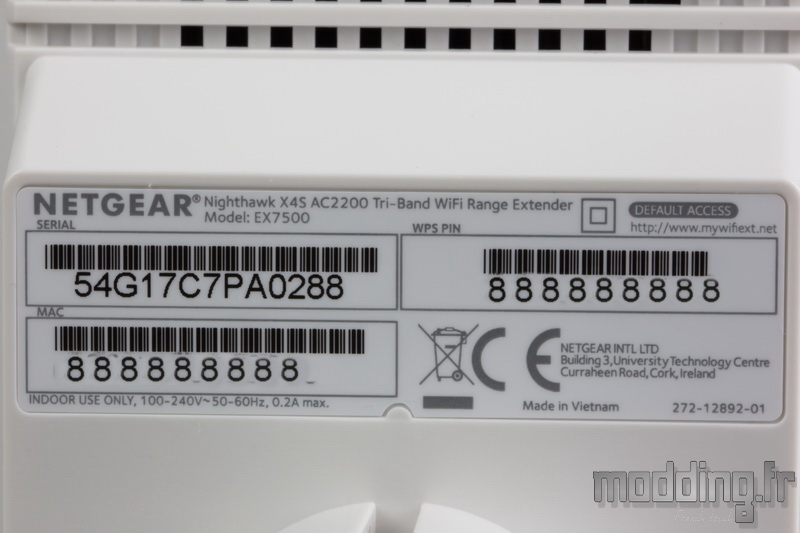 NETGEAR® Nighthawk X4S AC2200 Tri-Band WiFi Range Extender
Model: EX7500
DEFAULT ACCESS
http://www.mywifiext.net
SERIAL
54G17C7PA0288
WPS PIN
888888888
MAC
888888888
CE
NETGEAR INTL LTD
Building 3, University Technology Centre
Curraheen Road, Cork, Ireland
INDOOR USE ONLY, 100-240V~50-60Hz, 0.2A max.
Made in Vietnam
272-12892-01
modding.fr